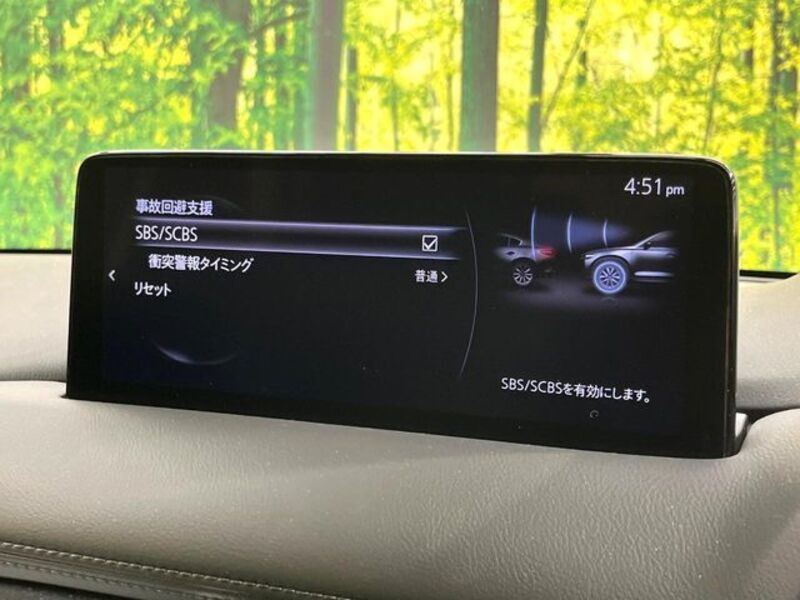 4:51 pm
事故回避支援
SBS/SCBS
衝突警報タイミング
普通
リセット
SBS/SCBSを有効にします。